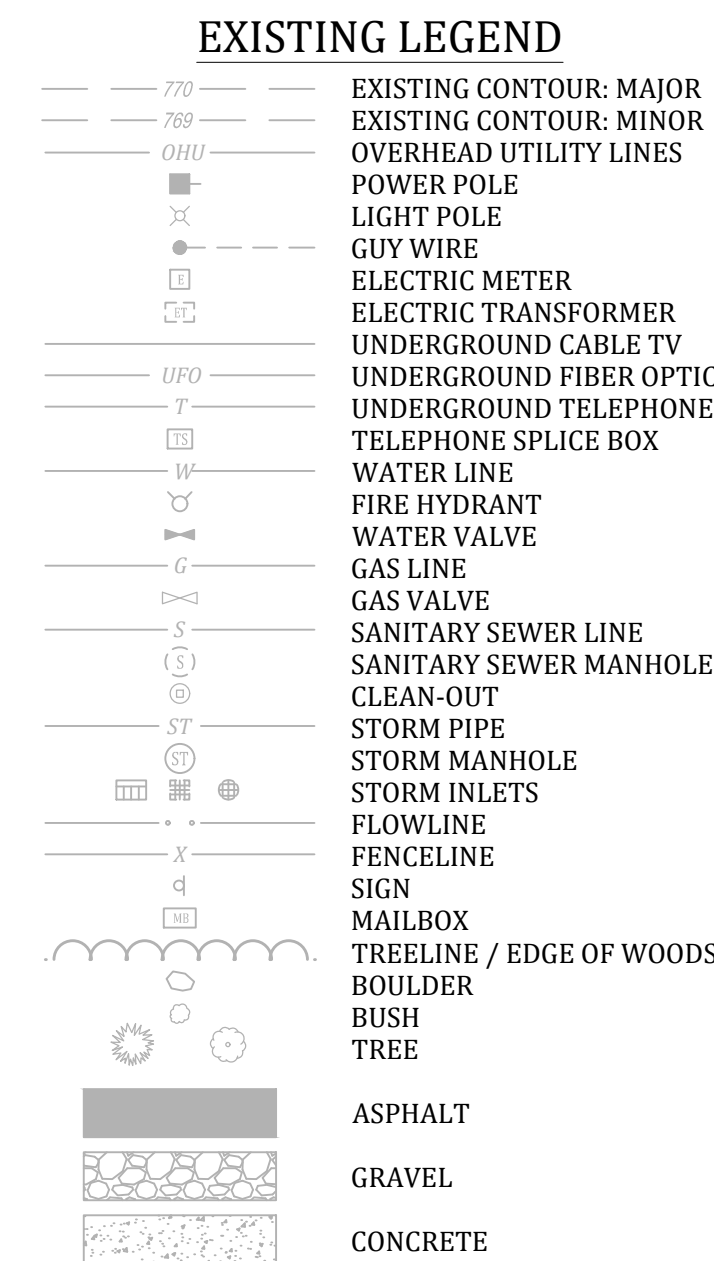 EXISTING LEGEND
770 EXISTING CONTOUR: MAJOR
769 EXISTING CONTOUR: MINOR
OHU OVERHEAD UTILITY LINES
POWER POLE
LIGHT POLE
GUY WIRE
E ELECTRIC METER
ET ELECTRIC TRANSFORMER
UNDERGROUND CABLE TV
UFO UNDERGROUND FIBER OPTIC
T UNDERGROUND TELEPHONE
TS TELEPHONE SPLICE BOX
W WATER LINE
FIRE HYDRANT
WATER VALVE
G GAS LINE
GAS VALVE
S SANITARY SEWER LINE
S SANITARY SEWER MANHOLE
CLEAN-OUT
ST STORM PIPE
ST STORM MANHOLE
STORM INLETS
FLOWLINE
X FENCELINE
SIGN
MB MAILBOX
TREELINE / EDGE OF WOODS
BOULDER
BUSH
TREE
ASPHALT
GRAVEL
CONCRETE